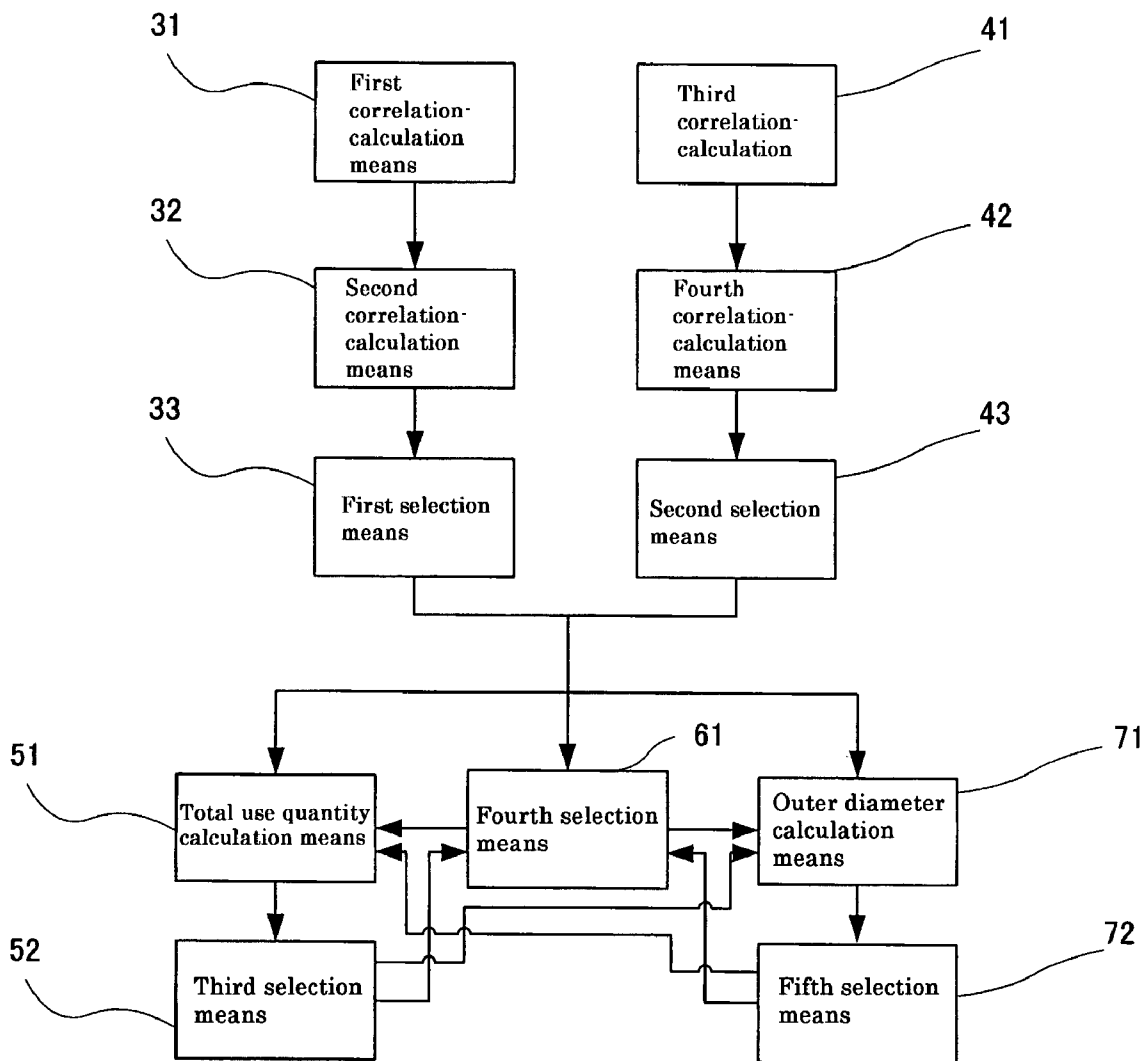 31
First
correlation-
calculation
means
41
Third
correlation-
calculation
32
Second
correlation-
calculation
means
42
Fourth
correlation-
calculation
means
33
First selection
means
43
Second selection
means
51
Total use quantity
calculation means
61
Fourth selection
means
71
Outer diameter
calculation
means
52
Third selection
means
72
Fifth selection
means